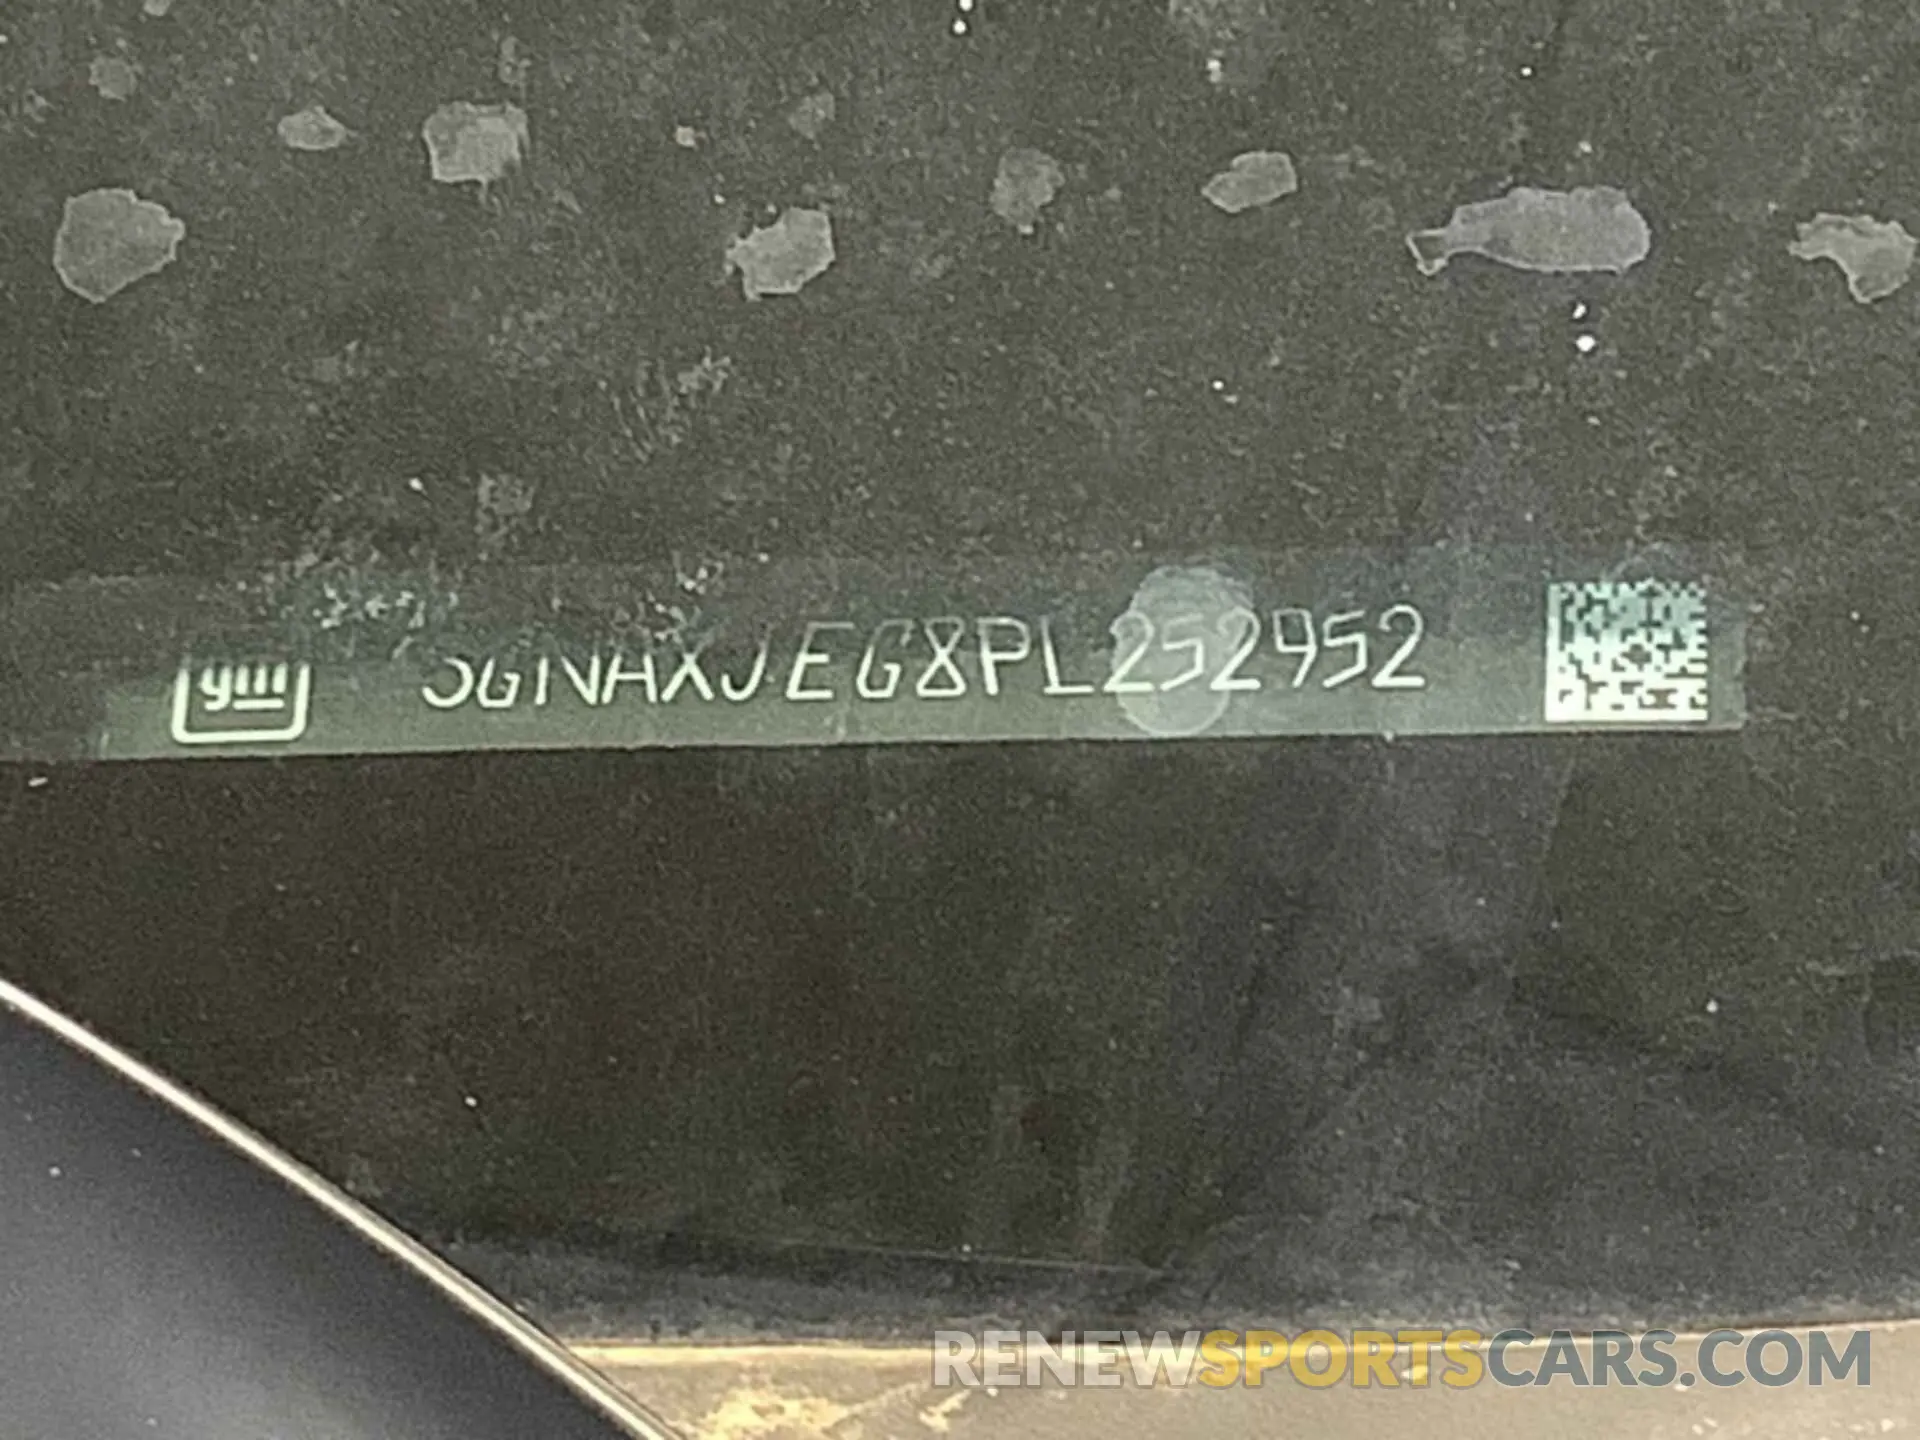 gm 3GNAXJEG8PL252952
RENEWSPORTSCARS.COM